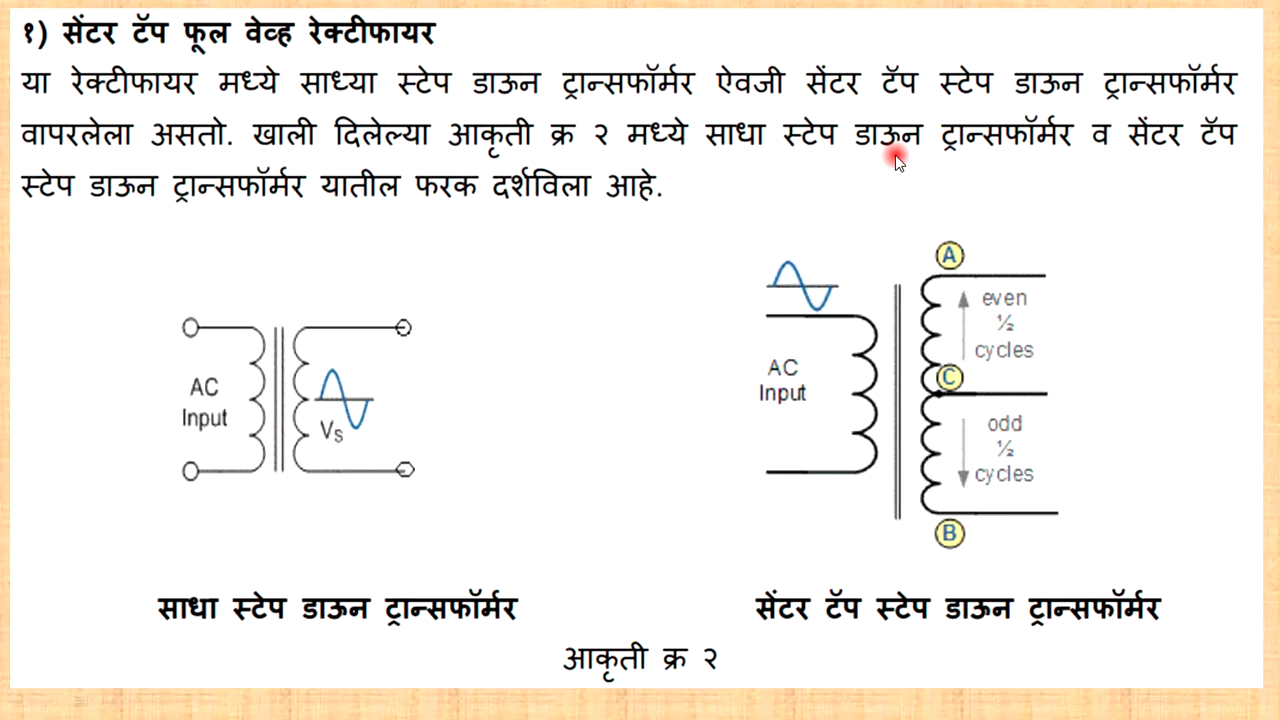 १) सेंटर टॅप फूल वेव्ह रेक्टीफायर
या रेक्टीफायर मध्ये साध्या स्टेप डाऊन ट्रान्सफॉर्मर ऐवजी सेंटर टॅप स्टेप डाऊन ट्रान्सफॉर्मर
वापरलेला असतो. खाली दिलेल्या आकृती क्र २ मध्ये साधा स्टेप डाऊन ट्रान्सफॉर्मर व सेंटर टॅप
स्टेप डाऊन ट्रान्सफॉर्मर यातील फरक दर्शविला आहे.
AC
Input
Vs
A
even
½
cycles
AC
Input
C
odd
½
cycles
B
साधा स्टेप डाऊन ट्रान्सफॉर्मर
सेंटर टॅप स्टेप डाऊन ट्रान्सफॉर्मर
आकृती क्र २